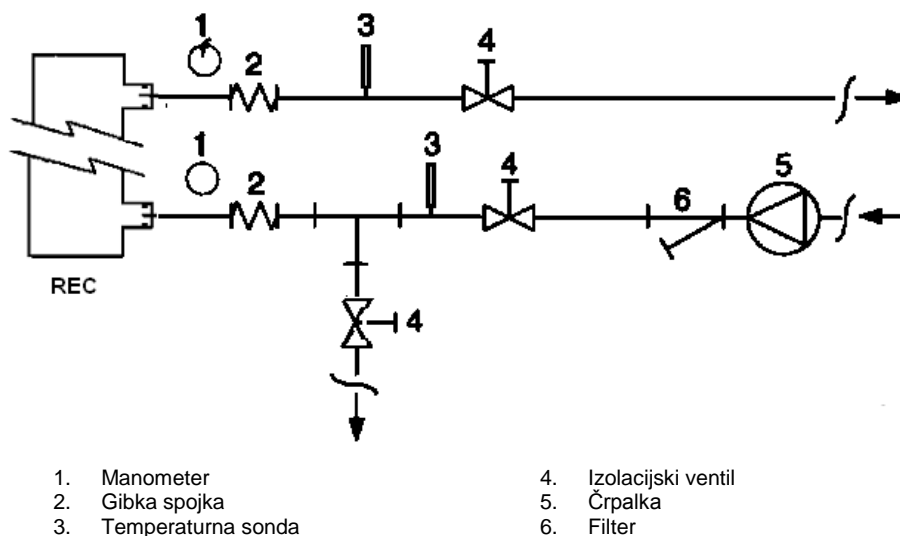 1
2
3
4
1
2
3
4
6
5
REC
4
1. Manometer
2. Gibka spojka
3. Temperaturna sonda
4. Izolacijski ventil
5. Črpalka
6. Filter